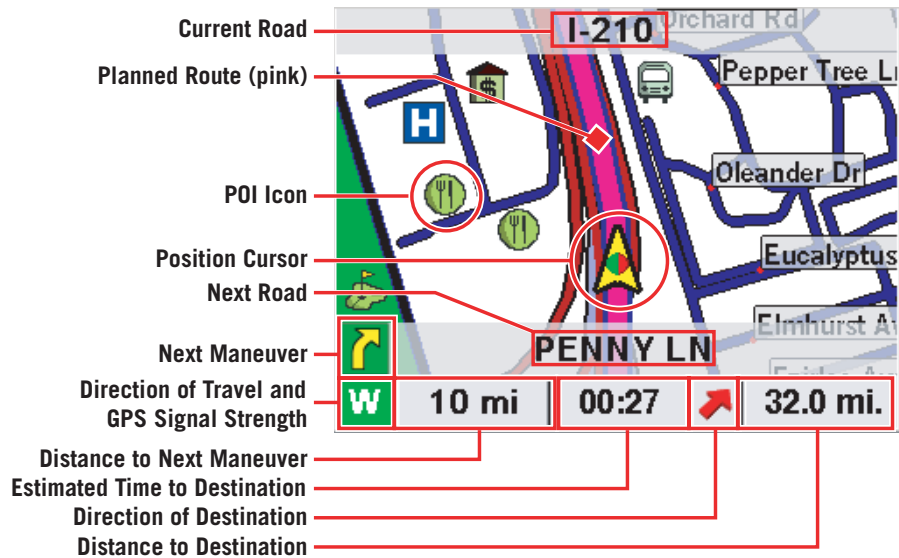 Current Road
I-210
Orchard Rd
Planned Route (pink)
$
Pepper Tree L
H
POI Icon
Oleander Dr
Position Cursor
Eucalyptus
Next Road
Elmhurst A
Next Maneuver
PENNY LN
Direction of Travel and
GPS Signal Strength
W
10 mi
00:27
32.0 mi.
Distance to Next Maneuver
Estimated Time to Destination
Direction of Destination
Distance to Destination